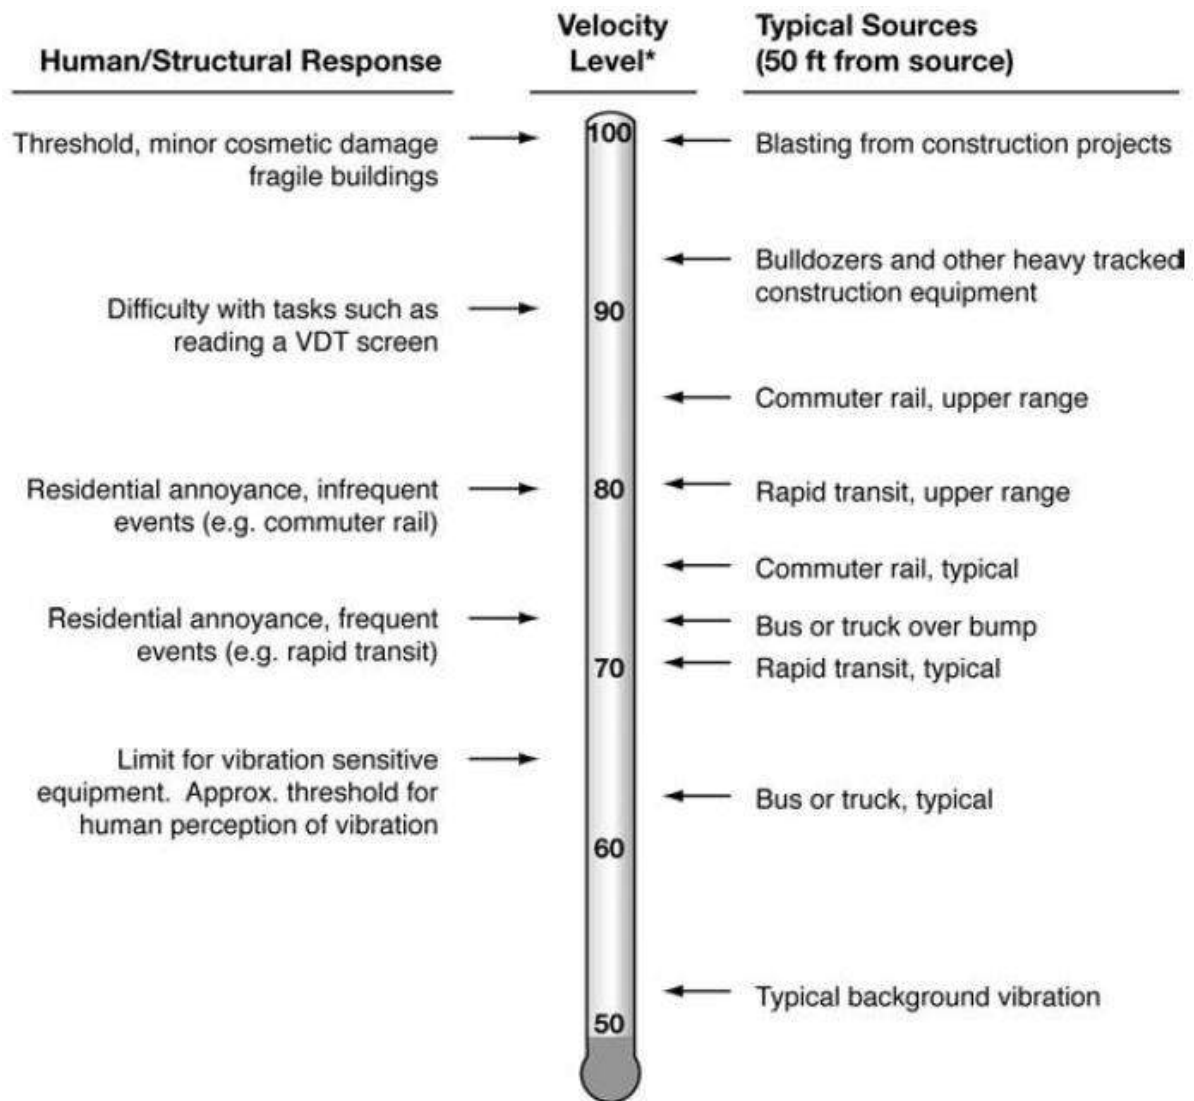 Human/Structural Response
Velocity
Level*
Typical Sources
(50 ft from source)
Threshold, minor cosmetic damage
fragile buildings
100
Blasting from construction projects
Bulldozers and other heavy tracked
construction equipment
Difficulty with tasks such as
reading a VDT screen
90
Commuter rail, upper range
Residential annoyance, infrequent
events (e.g. commuter rail)
80
Rapid transit, upper range
Commuter rail, typical
Residential annoyance, frequent
events (e.g. rapid transit)
Bus or truck over bump
70
Rapid transit, typical
Limit for vibration sensitive
equipment. Approx. threshold for
human perception of vibration
Bus or truck, typical
60
Typical background vibration
50